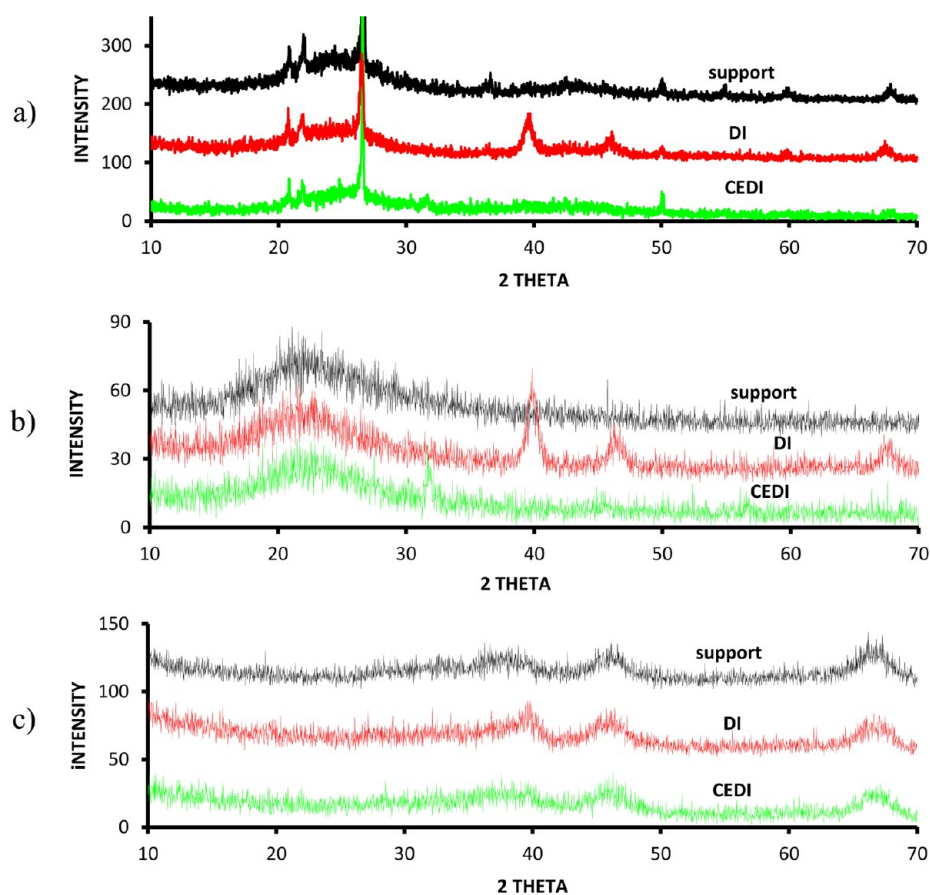 a)
INTENSITY
300
200
100
0
support
DI
CEDI
10 20 30 40 50 60 70
2 THETA
b)
INTENSITY
90
60
30
0
support
DI
CEDI
10 20 30 40 50 60 70
2 THETA
c)
iNTENSITY
150
100
50
0
support
DI
CEDI
10 20 30 40 50 60 70
2 THETA